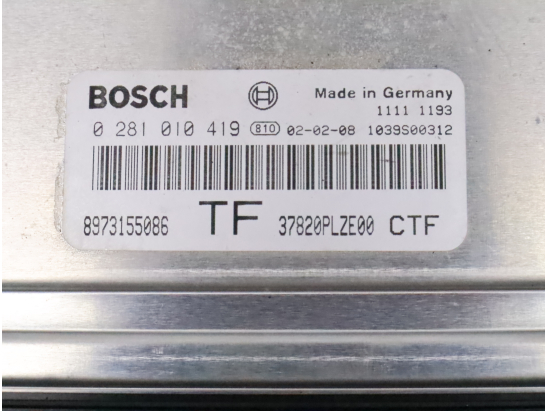 BOSCH Made in Germany
1111 1193
0 281 010 419 810 02-02-08 1039S00312
8973155086 TF 37820PLZE00 CTF